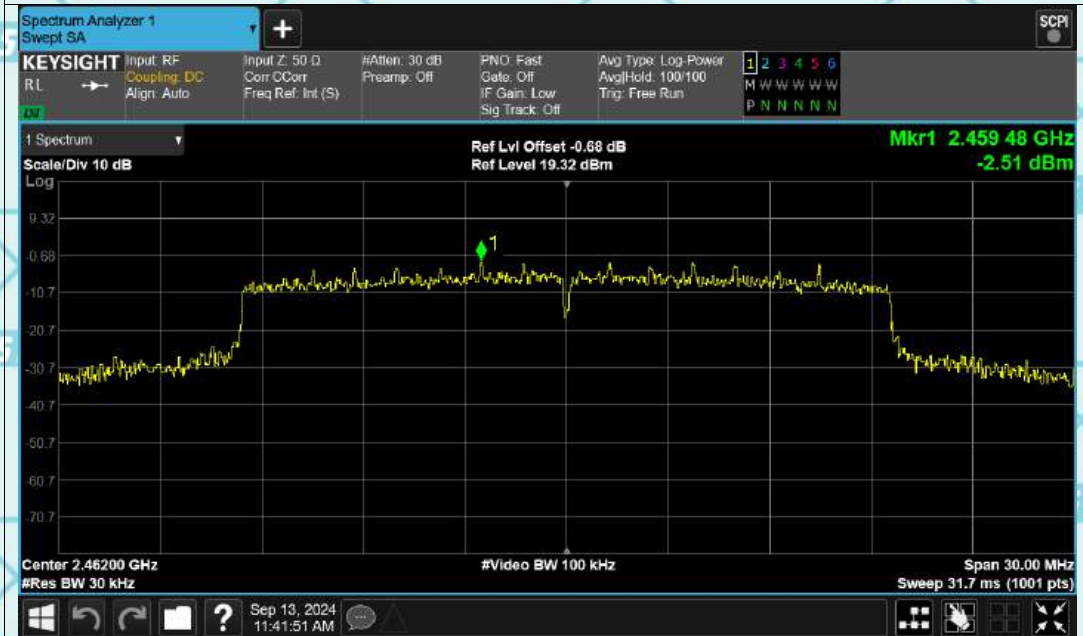 Spectrum Analyzer 1
Swept SA
+
SCPI
KEYSIGHT
RL
LXI
Input: RF
Coupling: DC
Align: Auto
Input Z: 50 Ω
Corr CCorr
Freq Ref: Int (S)
#Atten: 30 dB
Preamp: Off
PNO: Fast
Gate: Off
IF Gain: Low
Sig Track: Off
Avg Type: Log-Power
Avg|Hold: 100/100
Trig: Free Run
1 2 3 4 5 6
M W W W W W
P N N N N N
1 Spectrum
Scale/Div 10 dB
Log
Ref Lvl Offset -0.68 dB
Ref Level 19.32 dBm
Mkr1 2.459 48 GHz
-2.51 dBm
1
9.32
-0.68
-10.7
-20.7
-30.7
-40.7
-50.7
-60.7
-70.7
Center 2.46200 GHz
#Res BW 30 kHz
#Video BW 100 kHz
Span 30.00 MHz
Sweep 31.7 ms (1001 pts)
?
Sep 13, 2024
11:41:51 AM